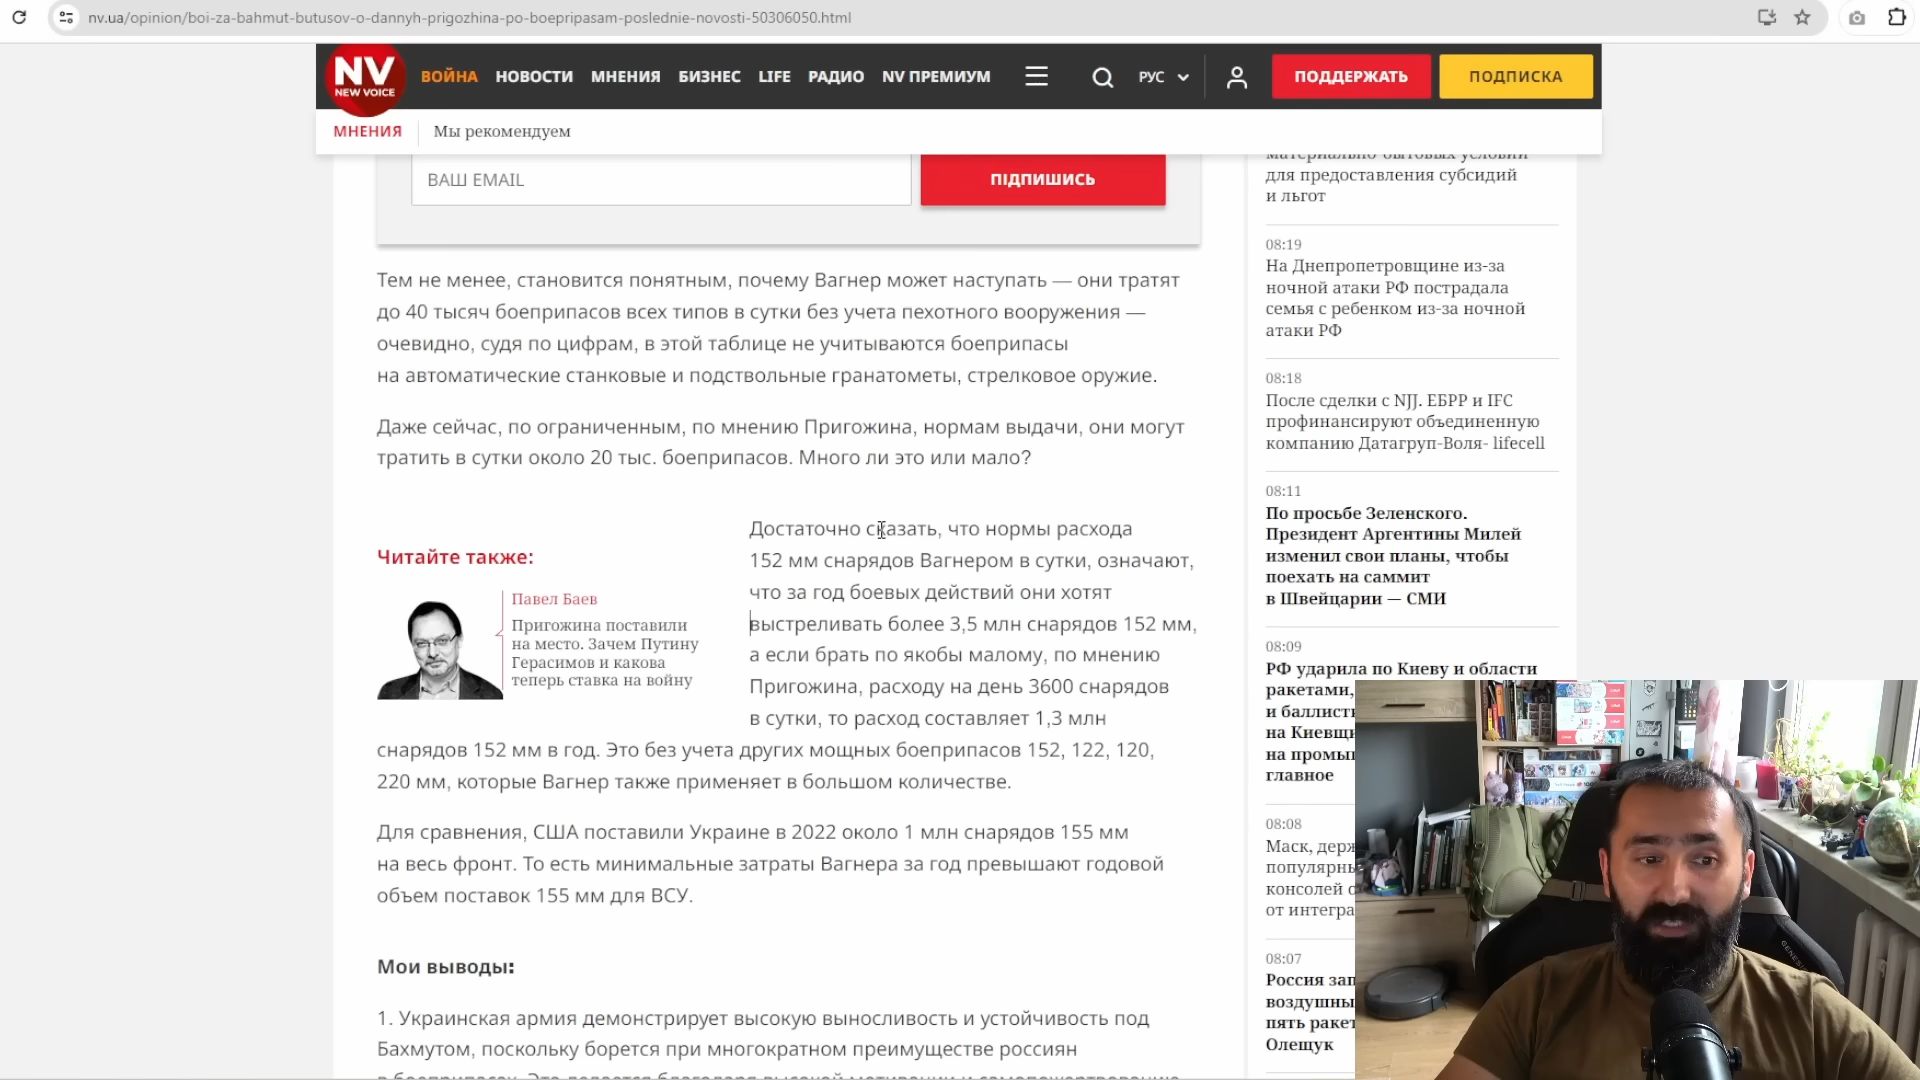 nv.ua/opinion/boi-za-bahmut-butusov-o-dannyh-prigozhina-po-boepripasam-poslednie-novosti-50306050.html
NV
NEW VOICE
ВОЙНА НОВОСТИ МНЕНИЯ БИЗНЕС LIFE РАДИО NV ПРЕМИУМ
РУС
ПОДДЕРЖАТЬ
ПОДПИСКА
МНЕНИЯ
Мы рекомендуем
ВАШ EMAIL
ПІДПИШИСЬ
Тем не менее, становится понятным, почему Вагнер может наступать — они тратят
до 40 тысяч боеприпасов всех типов в сутки без учета пехотного вооружения —
очевидно, судя по цифрам, в этой таблице не учитываются боеприпасы
на автоматические станковые и подствольные гранатометы, стрелковое оружие.
Даже сейчас, по ограниченным, по мнению Пригожина, нормам выдачи, они могут
тратить в сутки около 20 тыс. боеприпасов. Много ли это или мало?
Читайте также:
Павел Баев
Пригожина поставили
на место. Зачем Путину
Герасимов и какова
теперь ставка на войну
Достаточно сказать, что нормы расхода
152 мм снарядов Вагнером в сутки, означают,
что за год боевых действий они хотят
выстреливать более 3,5 млн снарядов 152 мм,
а если брать по якобы малому, по мнению
Пригожина, расходу на день 3600 снарядов
в сутки, то расход составляет 1,3 млн
снарядов 152 мм в год. Это без учета других мощных боеприпасов 152, 122, 120,
220 мм, которые Вагнер также применяет в большом количестве.
Для сравнения, США поставили Украине в 2022 около 1 млн снарядов 155 мм
на весь фронт. То есть минимальные затраты Вагнера за год превышают годовой
объем поставок 155 мм для ВСУ.
Мои выводы:
1. Украинская армия демонстрирует высокую выносливость и устойчивость под
Бахмутом, поскольку борется при многократном преимуществе россиян
материально-бытовых условий
для предоставления субсидий
и льгот
08:19
На Днепропетровщине из-за
ночной атаки РФ пострадала
семья с ребенком из-за ночной
атаки РФ
08:18
После сделки с NJJ. ЕБРР и IFC
профинансируют объединенную
компанию Датагруп-Воля- lifecell
08:11
По просьбе Зеленского.
Президент Аргентины Милей
изменил свои планы, чтобы
поехать на саммит
в Швейцарии — СМИ
08:09
РФ ударила по Киеву и области
ракетами,
и баллист
на Киевщ
на промы
главное
08:08
Маск, держ
популярн
консолей с
от интегра
08:07
Россия зап
воздушны
пять ракет
Олещук